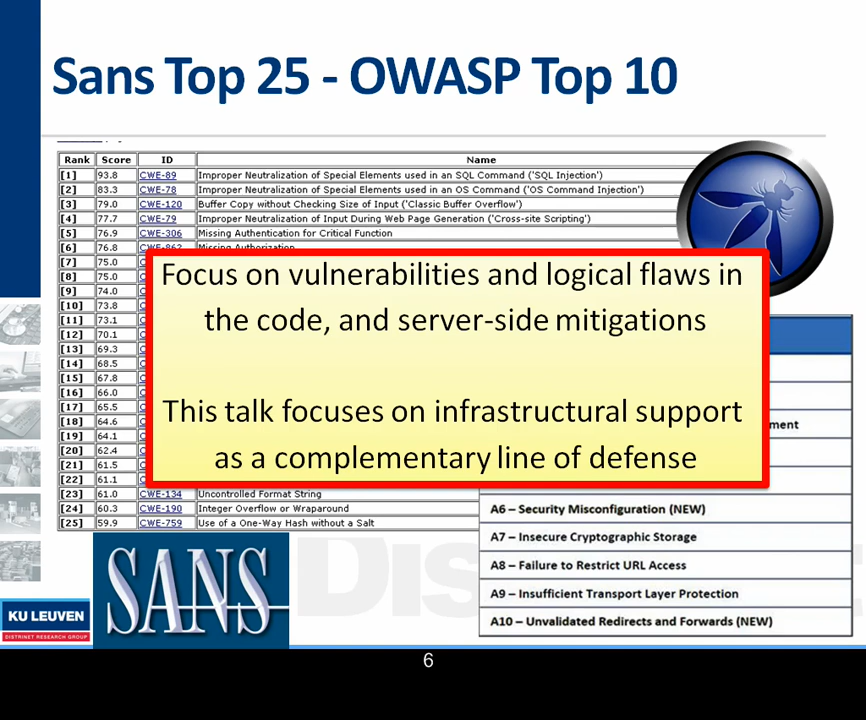 Sans Top 25 - OWASP Top 10
Rank Score ID Name
[1] 93.8 CWE-89 Improper Neutralization of Special Elements used in an SQL Command ('SQL Injection')
[2] 83.3 CWE-78 Improper Neutralization of Special Elements used in an OS Command ('OS Command Injection')
[3] 79.0 CWE-120 Buffer Copy without Checking Size of Input ('Classic Buffer Overflow')
[4] 77.7 CWE-79 Improper Neutralization of Input During Web Page Generation ('Cross-site Scripting')
[5] 76.9 CWE-306 Missing Authentication for Critical Function
[6] 76.8 CWE-862 Missing Authorization
[7] 75.0
[8] 75.0
[9] 74.0
[10] 73.8
[11] 73.1
[12] 70.1
[13] 69.3
[14] 68.5
[15] 67.8
[16] 66.0
[17] 65.5
[18] 64.6
[19] 64.1
[20] 62.4
[21] 61.5
[22] 61.1
[23] 61.0 CWE-134 Uncontrolled Format String
[24] 60.3 CWE-190 Integer Overflow or Wraparound
[25] 59.9 CWE-759 Use of a One-Way Hash without a Salt
Focus on vulnerabilities and logical flaws in
the code, and server-side mitigations
This talk focuses on infrastructural support
as a complementary line of defense
A6 – Security Misconfiguration (NEW)
A7 – Insecure Cryptographic Storage
A8 – Failure to Restrict URL Access
A9 – Insufficient Transport Layer Protection
A10 – Unvalidated Redirects and Forwards (NEW)
SANS
KU LEUVEN
DISTRINET RESEARCH GROUP
6